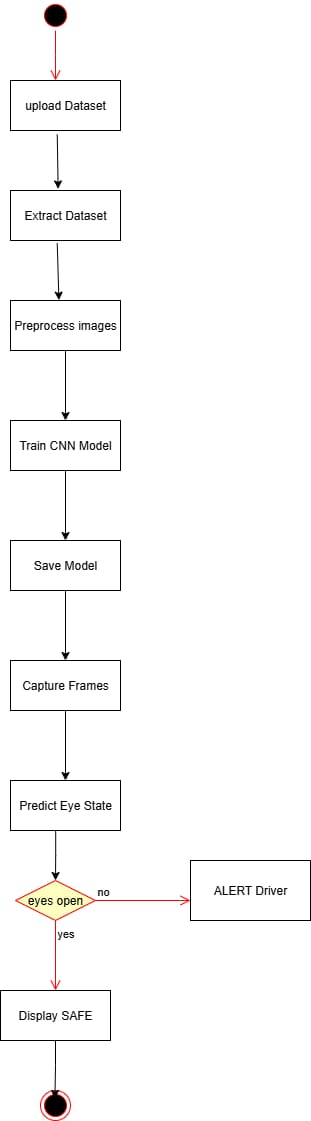 upload Dataset
Extract Dataset
Preprocess images
Train CNN Model
Save Model
Capture Frames
Predict Eye State
eyes open
no
ALERT Driver
yes
Display SAFE